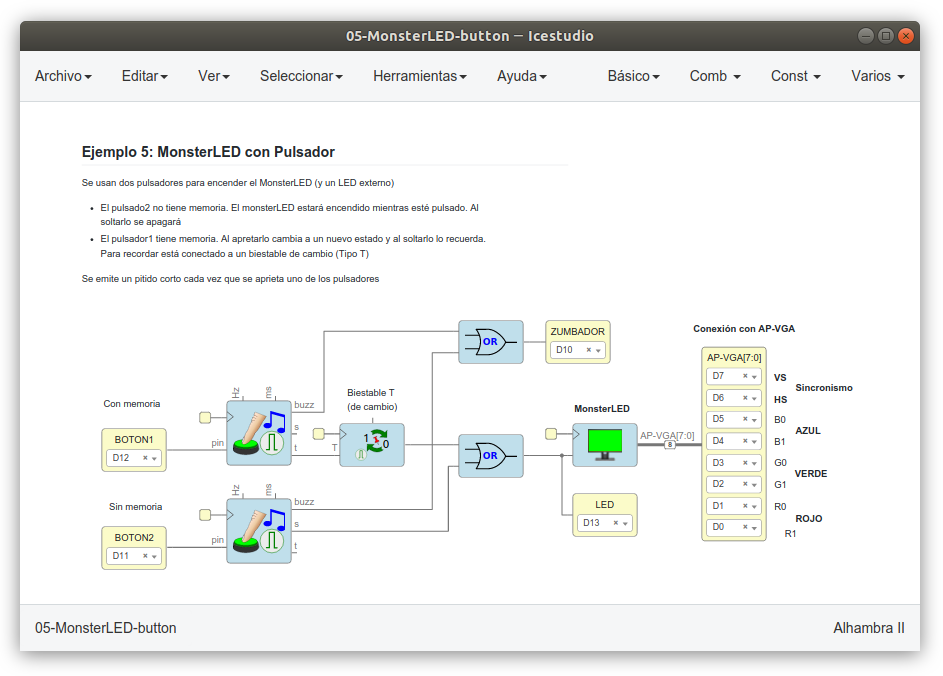 05-MonsterLED-button — Icestudio
Archivo Editar Ver Seleccionar Herramientas Ayuda Básico Comb Const Varios
Ejemplo 5: MonsterLED con Pulsador
Se usan dos pulsadores para encender el MonsterLED (y un LED externo)
• El pulsado2 no tiene memoria. El monsterLED estará encendido mientras esté pulsado. Al
soltarlo se apagará
• El pulsador1 tiene memoria. Al apretarlo cambia a un nuevo estado y al soltarlo lo recuerda.
Para recordar está conectado a un biestable de cambio (Tipo T)
Se emite un pitido corto cada vez que se aprieta uno de los pulsadores
Con memoria
BOTON1
D12
pin
Hz
ms
buzz
s
t
Biestable T
(de cambio)
T
1
0
OR
ZUMBADOR
D10
Sin memoria
BOTON2
D11
pin
Hz
ms
buzz
s
t
OR
MonsterLED
LED
D13
AP-VGA[7:0]
8
Conexión con AP-VGA
AP-VGA[7:0]
D7 VS
Sincronismo
D6 HS
D5 B0
AZUL
D4 B1
D3 G0
VERDE
D2 G1
D1 R0
ROJO
D0 R1
05-MonsterLED-button
Alhambra II